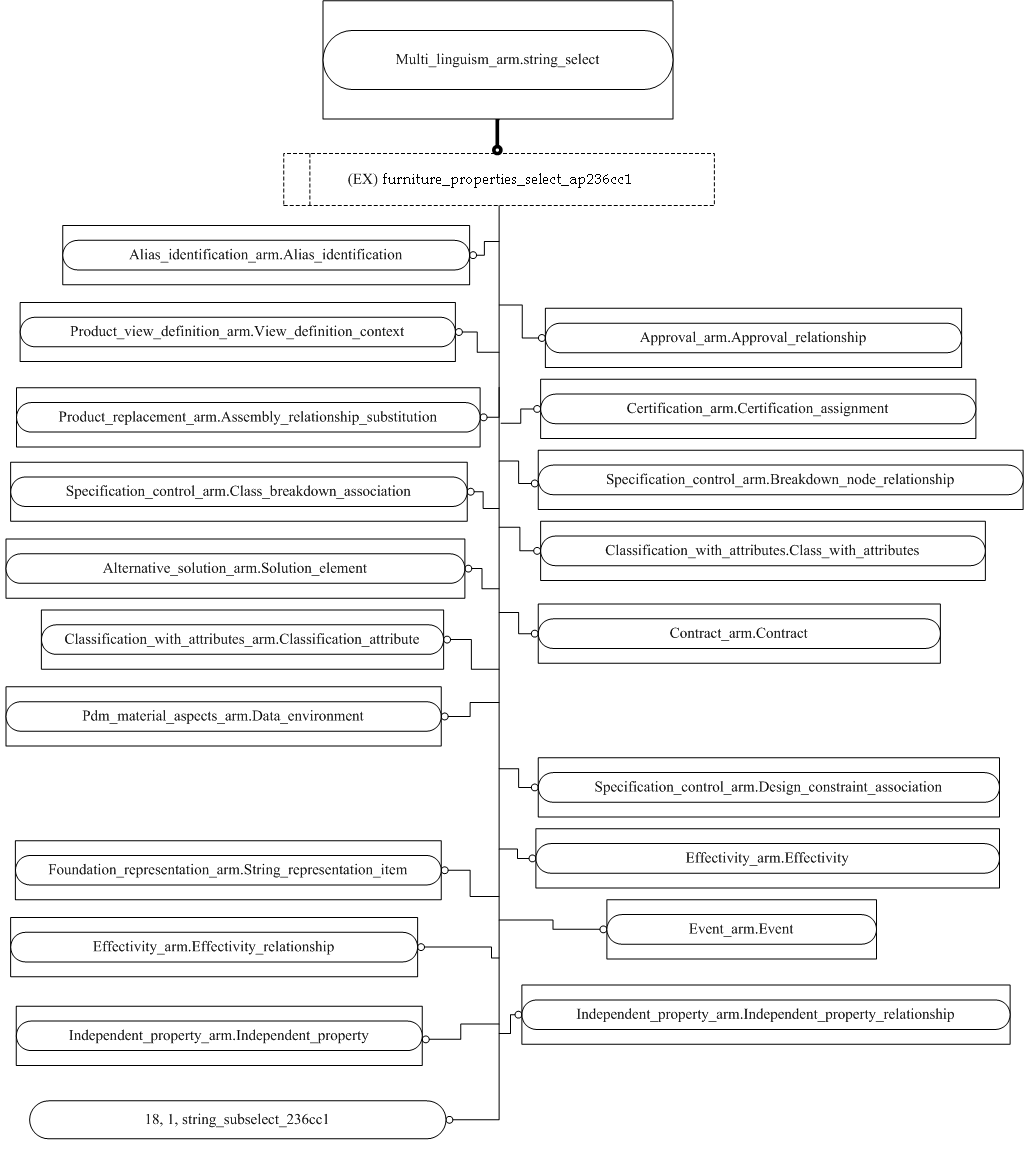 Multi_linguism_arm.string_select
(EX) furniture_properties_select_ap236cc1
Alias_identification_arm.Alias_identification
Product_view_definition_arm.View_definition_context
Approval_arm.Approval_relationship
Product_replacement_arm.Assembly_relationship_substitution
Certification_arm.Certification_assignment
Specification_control_arm.Class_breakdown_association
Specification_control_arm.Breakdown_node_relationship
Classification_with_attributes.Class_with_attributes
Alternative_solution_arm.Solution_element
Classification_with_attributes_arm.Classification_attribute
Contract_arm.Contract
Pdm_material_aspects_arm.Data_environment
Specification_control_arm.Design_constraint_association
Effectivity_arm.Effectivity
Foundation_representation_arm.String_representation_item
Event_arm.Event
Effectivity_arm.Effectivity_relationship
Independent_property_arm.Independent_property_relationship
Independent_property_arm.Independent_property
18, 1, string_subselect_236cc1